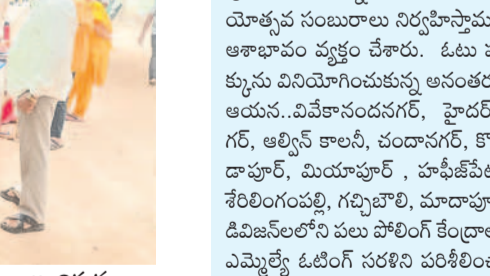 యోత్సవ సంబురాలు నిర్వహిస్తామ
ఆశాభావం వ్యక్తం చేశారు. ఓటు
క్కును వినియోగించుకున్న అనంతర
ఆయన..వివేకానందనగర్, హైదర్
గర్, ఆల్విన్ కాలనీ, చందానగర్, కొ
డాపూర్, మియాపూర్ , హఫీజ్‌పేట
శేరిలింగంపల్లి, గచ్చిబౌలి, మాదాపూ
డివిజన్‌లలోని పలు పోలింగ్ కేంద్రాల
ఎమ్మెల్యే ఓటింగ్ సరళిని పరిశీలించ